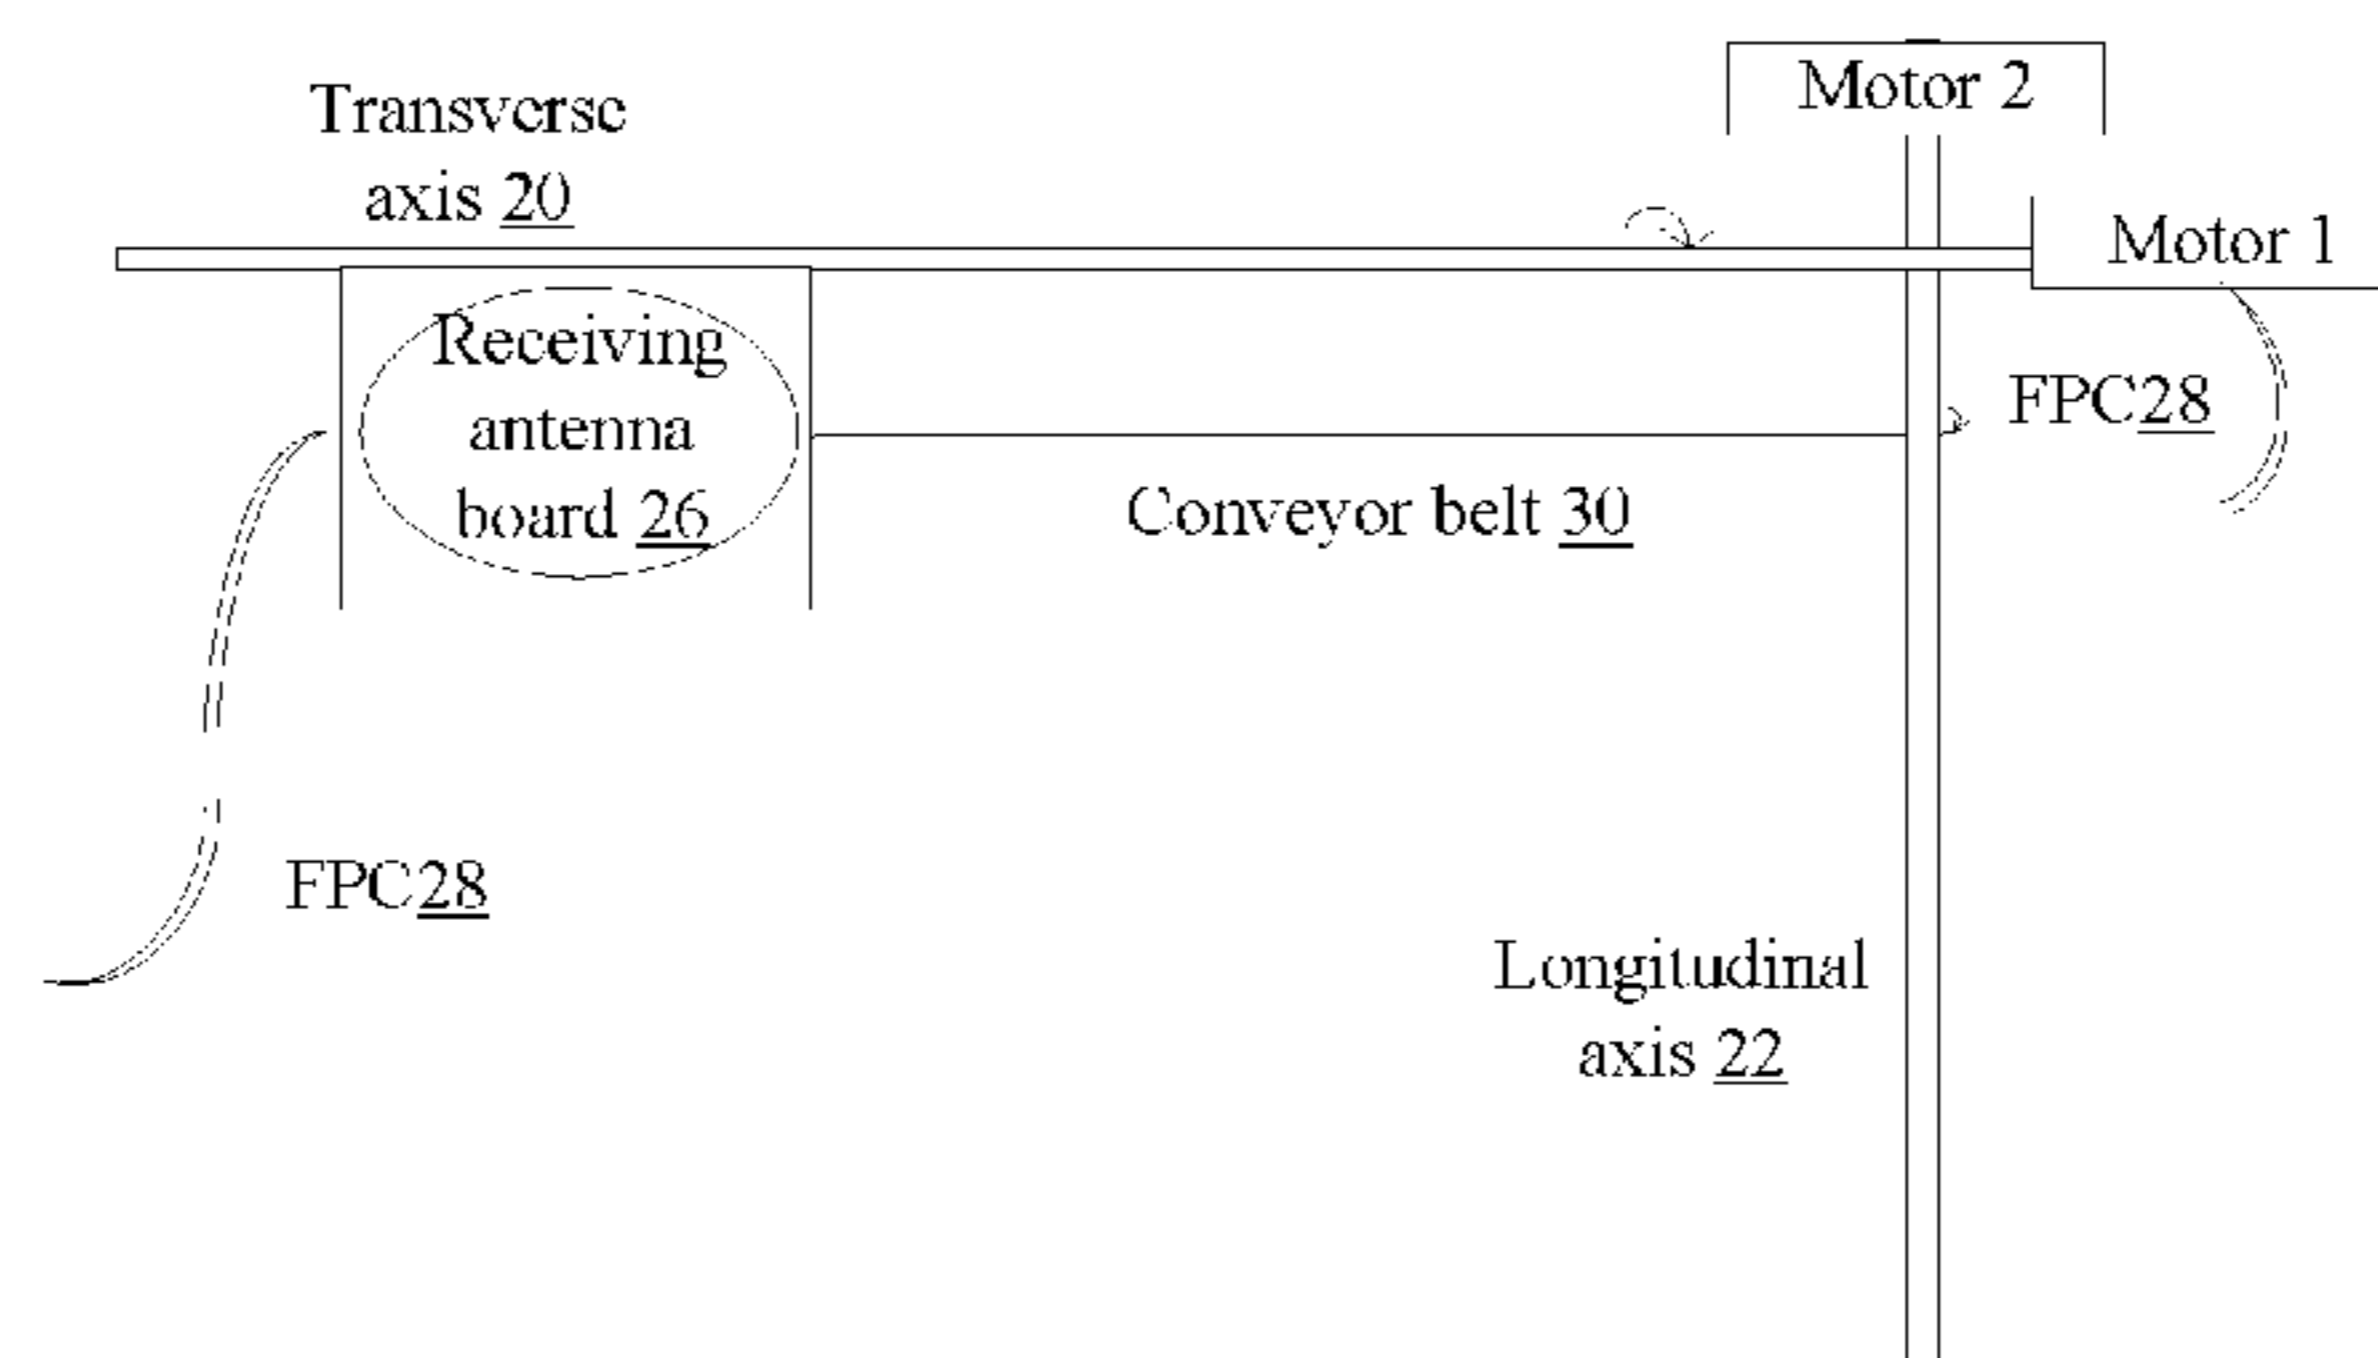 Motor 2
Transverse
axis 20
Motor 1
Receiving
antenna
board 26
FPC28
Conveyor belt 30
FPC28
Longitudinal
axis 22